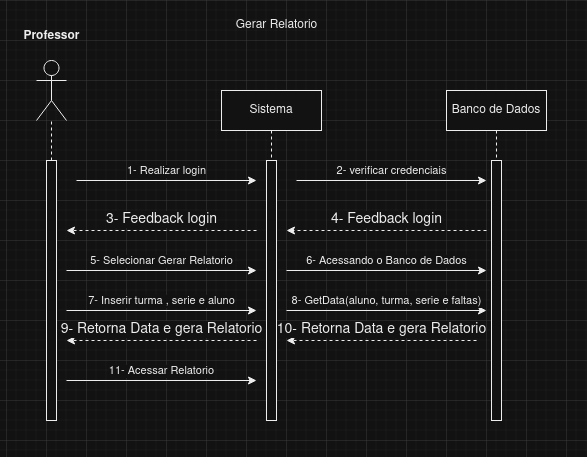 Gerar Relatorio
Professor
Sistema
Banco de Dados
1- Realizar login
2- verificar credenciais
3- Feedback login
4- Feedback login
5- Selecionar Gerar Relatorio
6- Acessando o Banco de Dados
7- Inserir turma , serie e aluno
8- GetData(aluno, turma, serie e faltas)
9- Retorna Data e gera Relatorio
10- Retorna Data e gera Relatorio
11- Acessar Relatorio